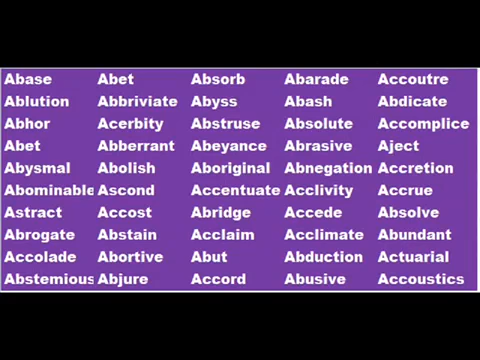 Abase Abet Absorb Abarade Accoutre
Ablution Abbriviate Abyss Abash Abdicate
Abhor Acerbity Abstruse Absolute Accomplice
Abet Abberrant Abeyance Abrasive Aject
Abysmal Abolish Aboriginal Abnegation Accretion
Abominable Ascond Accentuate Acclivity Accrue
Astract Accost Abridge Accede Absolve
Abrogate Abstain Acclaim Acclimate Abundant
Accolade Abortive Abut Abduction Actuarial
Abstemious Abjure Accord Abusive Accoustics